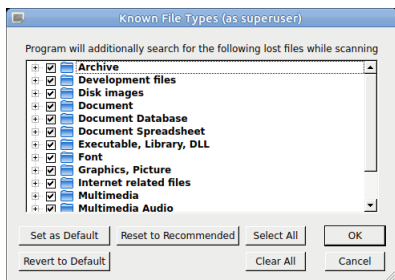 Known File Types (as superuser)
Program will additionally search for the following lost files while scanning
Archive
Development files
Disk images
Document
Document Database
Document Spreadsheet
Executable, Library, DLL
Font
Graphics, Picture
Internet related files
Multimedia
Multimedia Audio
Set as Default Reset to Recommended Select All OK
Revert to Default Clear All Cancel